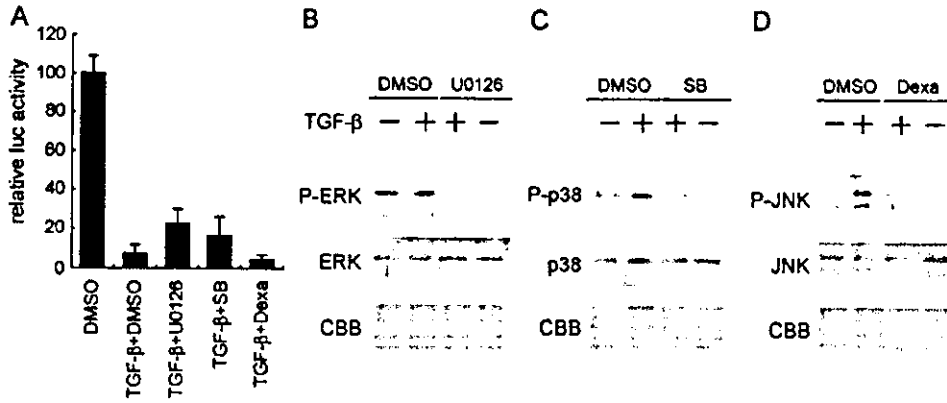 A
relative luc activity
120
100
80
60
40
20
0
DMSO
TGF-β+DMSO
TGF-β+U0126
TGF-β+SB
TGF-β+Dexa
B
DMSO U0126
TGF-β − + + −
P-ERK
ERK
CBB
C
DMSO SB
− + + −
P-p38
p38
CBB
D
DMSO Dexa
− + + −
P-JNK
JNK
CBB